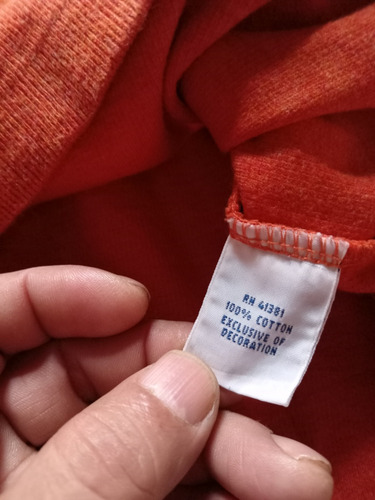 RN 41381
100% COTTON
EXCLUSIVE OF
DECORATION